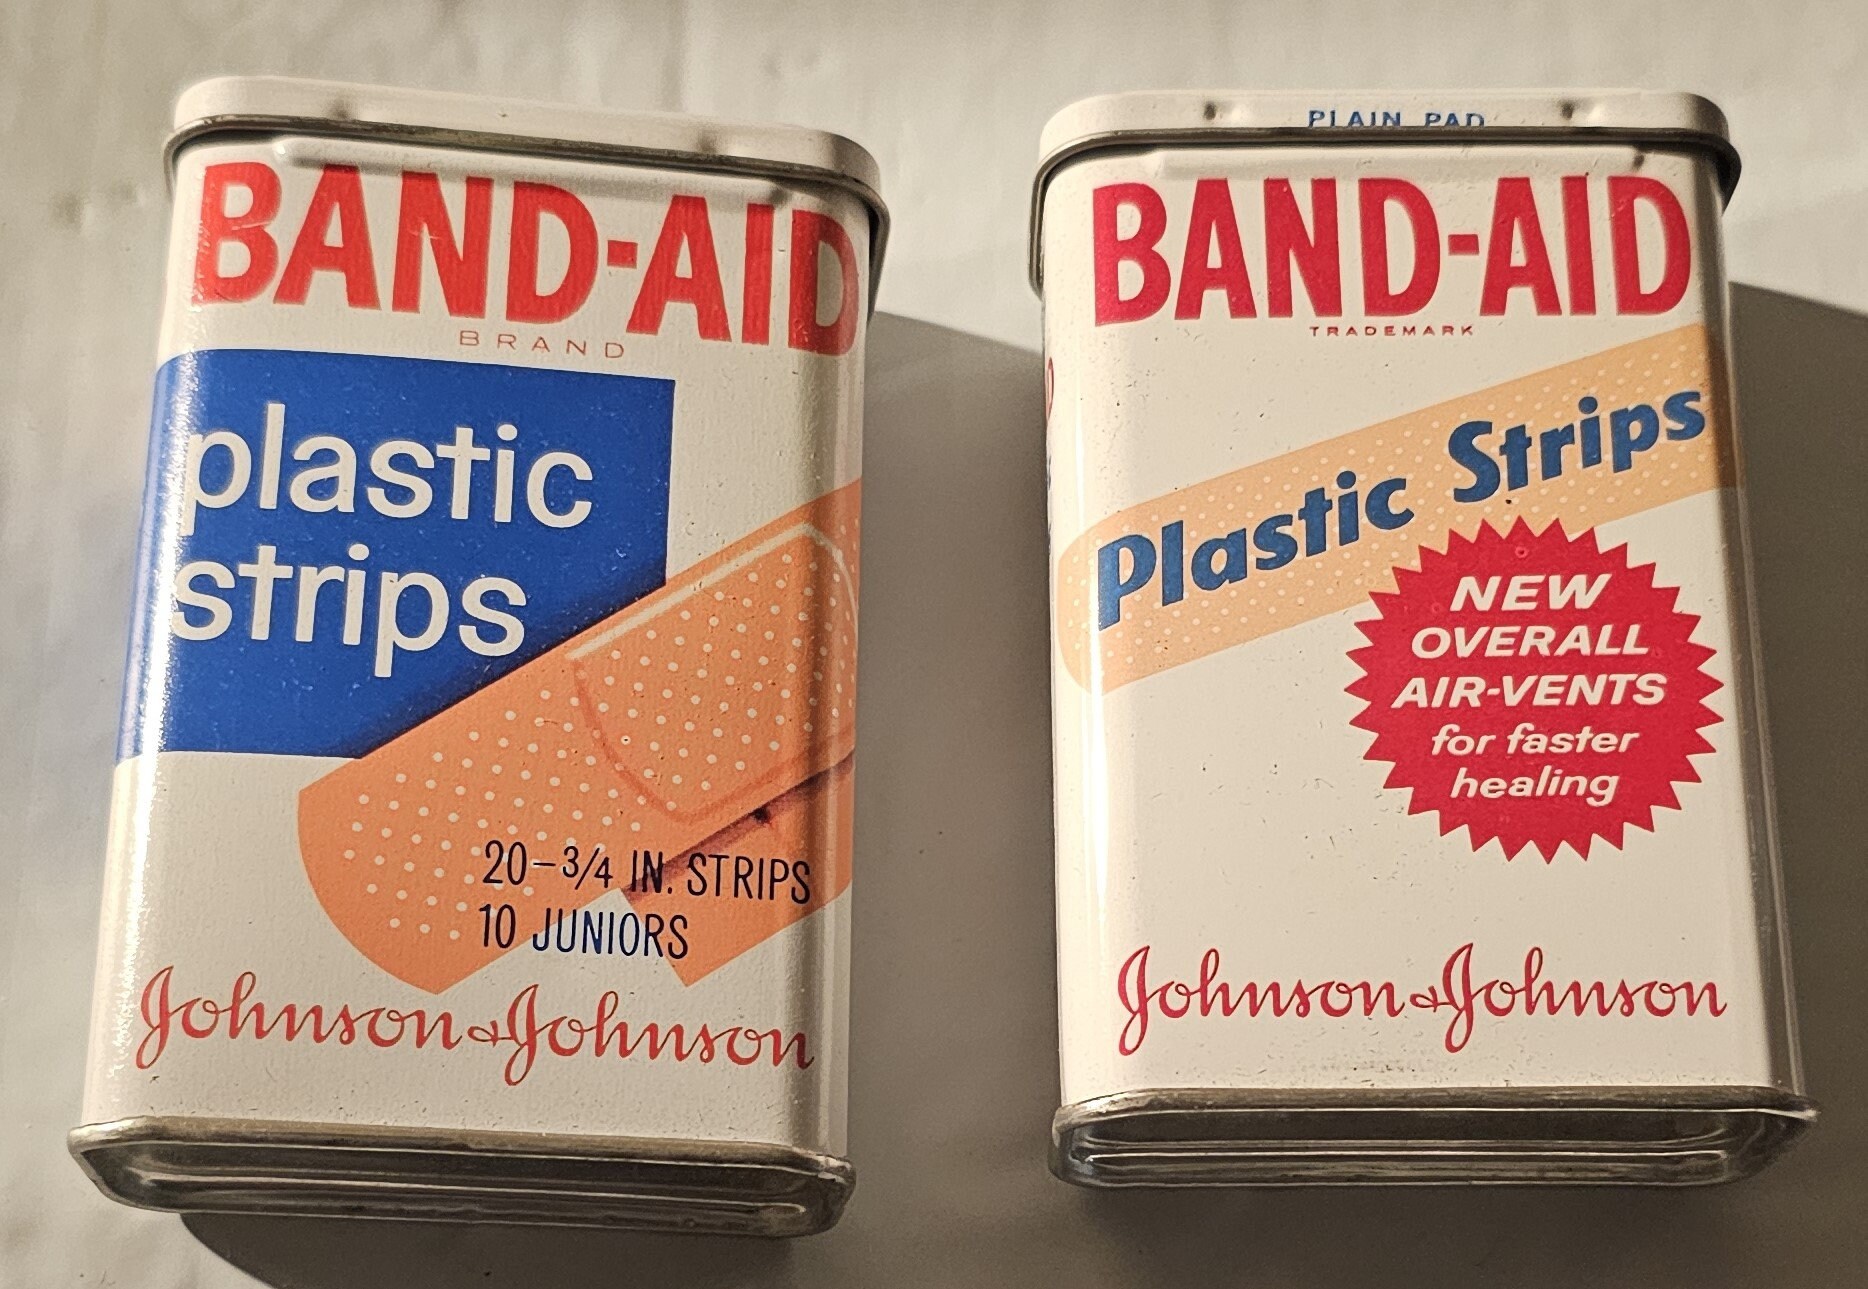 BAND-AID
BRAND
plastic
strips
20-3/4 IN. STRIPS
10 JUNIORS
Johnson & Johnson
PLAIN PAD
BAND-AID
TRADEMARK
Plastic Strips
NEW
OVERALL
AIR-VENTS
for faster
healing
Johnson & Johnson